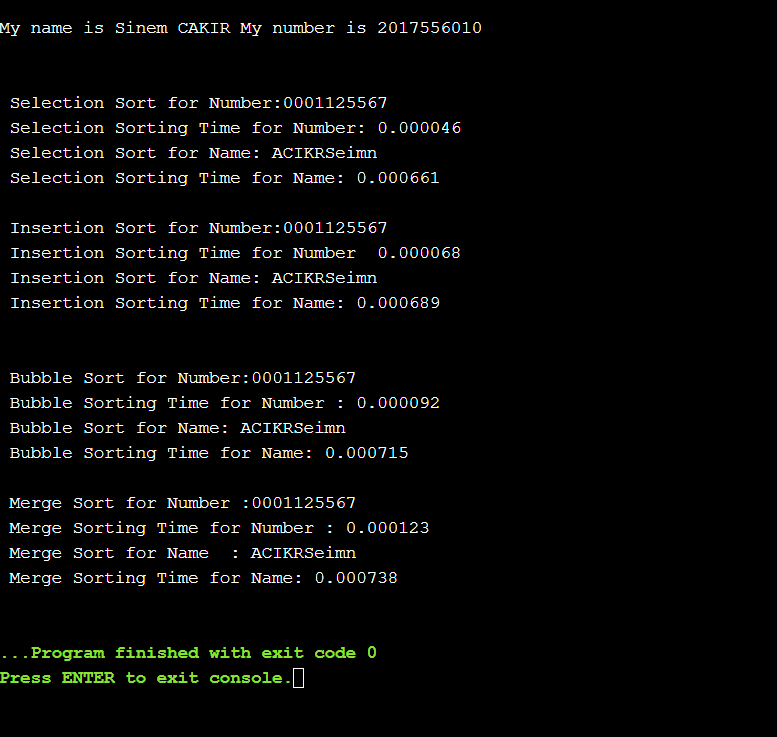 My name is Sinem CAKIR My number is 2017556010
Selection Sort for Number:0001125567
Selection Sorting Time for Number: 0.000046
Selection Sort for Name: ACIKRSeimn
Selection Sorting Time for Name: 0.000661
Insertion Sort for Number:0001125567
Insertion Sorting Time for Number  0.000068
Insertion Sort for Name: ACIKRSeimn
Insertion Sorting Time for Name: 0.000689
Bubble Sort for Number:0001125567
Bubble Sorting Time for Number : 0.000092
Bubble Sort for Name: ACIKRSeimn
Bubble Sorting Time for Name: 0.000715
Merge Sort for Number :0001125567
Merge Sorting Time for Number : 0.000123
Merge Sort for Name  : ACIKRSeimn
Merge Sorting Time for Name: 0.000738
...Program finished with exit code 0
Press ENTER to exit console.